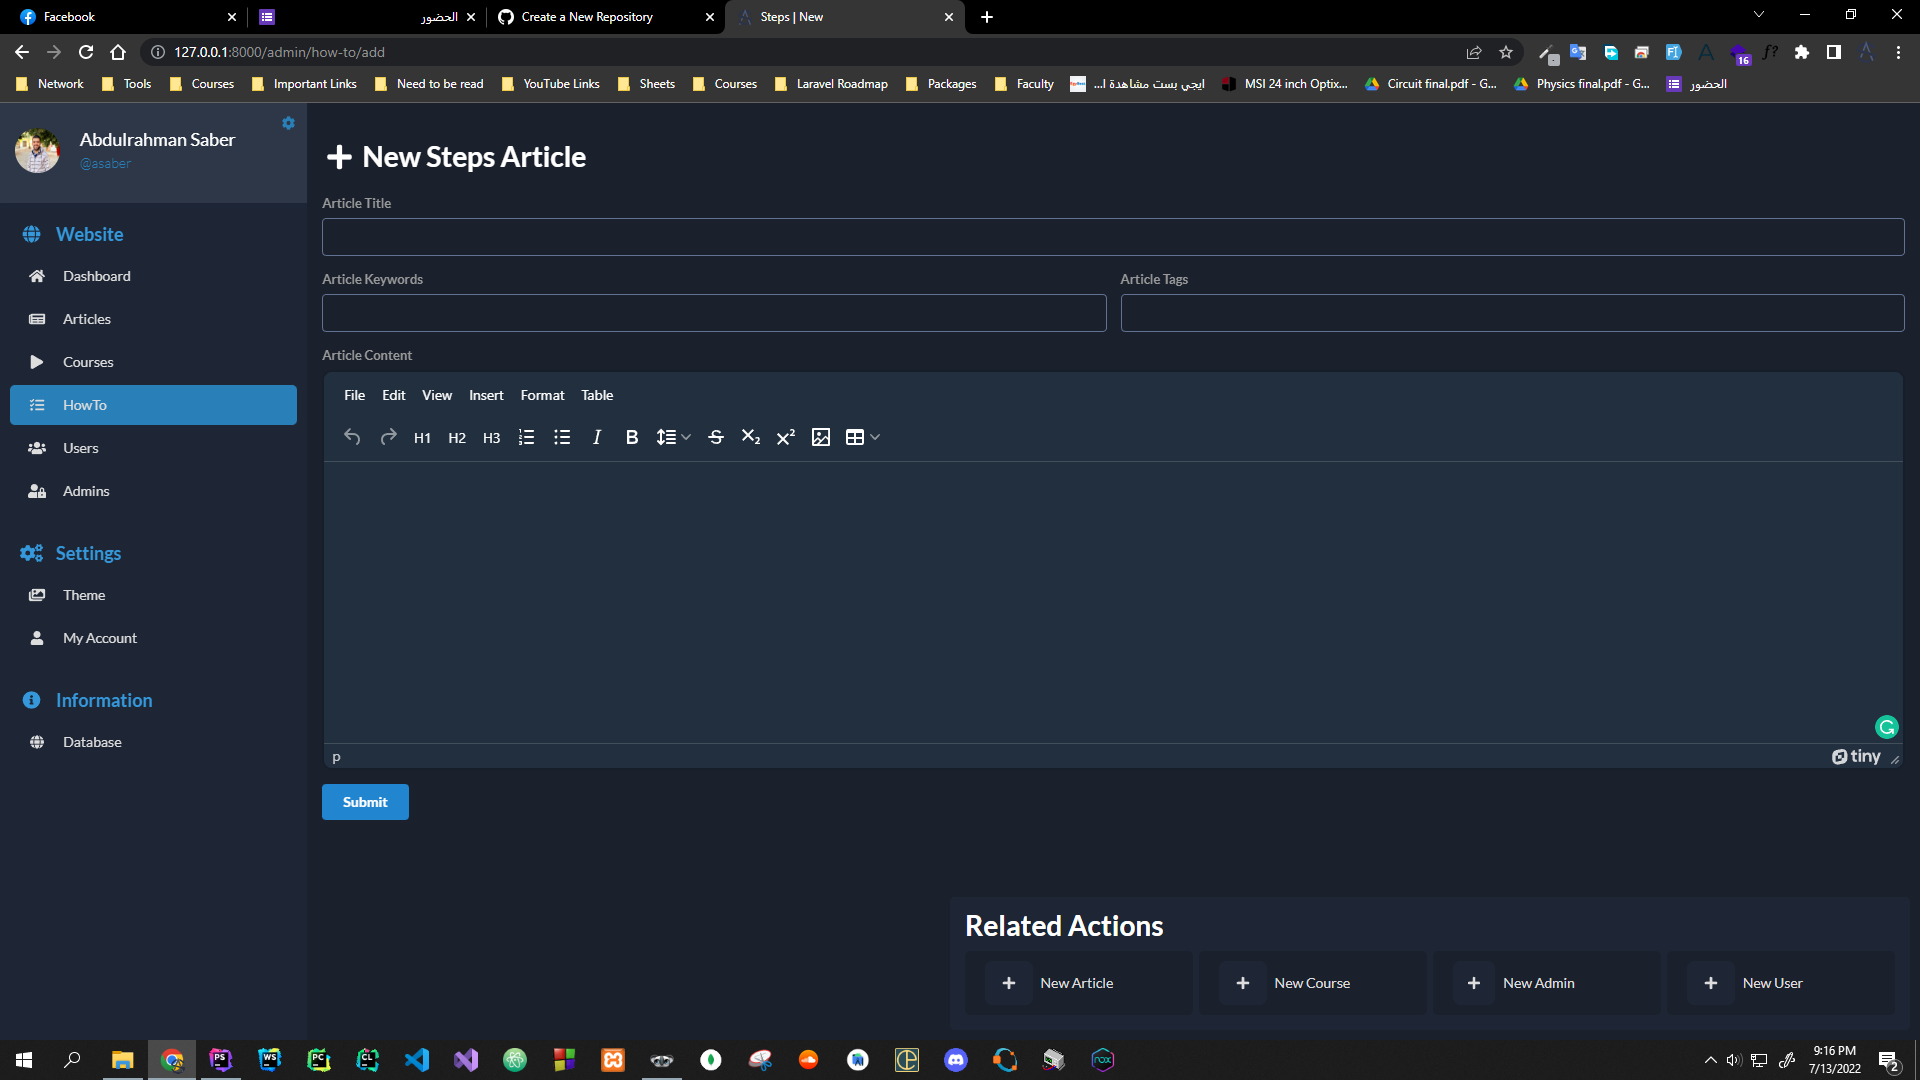 Facebook
الحضور
Create a New Repository
Steps | New
127.0.0.1:8000/admin/how-to/add
16
Network
Tools
Courses
Important Links
Need to be read
YouTube Links
Sheets
Courses
Laravel Roadmap
Packages
Faculty
ايجي بست مشاهدة ا...
MSI 24 inch Optix...
Circuit final.pdf - G...
Physics final.pdf - G...
الحضور
Abdulrahman Saber
@asaber
Website
Dashboard
Articles
Courses
HowTo
Users
Admins
Settings
Theme
My Account
Information
Database
New Steps Article
Article Title
Article Keywords
Article Tags
Article Content
File Edit View Insert Format Table
H1 H2 H3
p
tiny
Submit
Related Actions
New Article
New Course
New Admin
New User
9:16 PM
7/13/2022
2